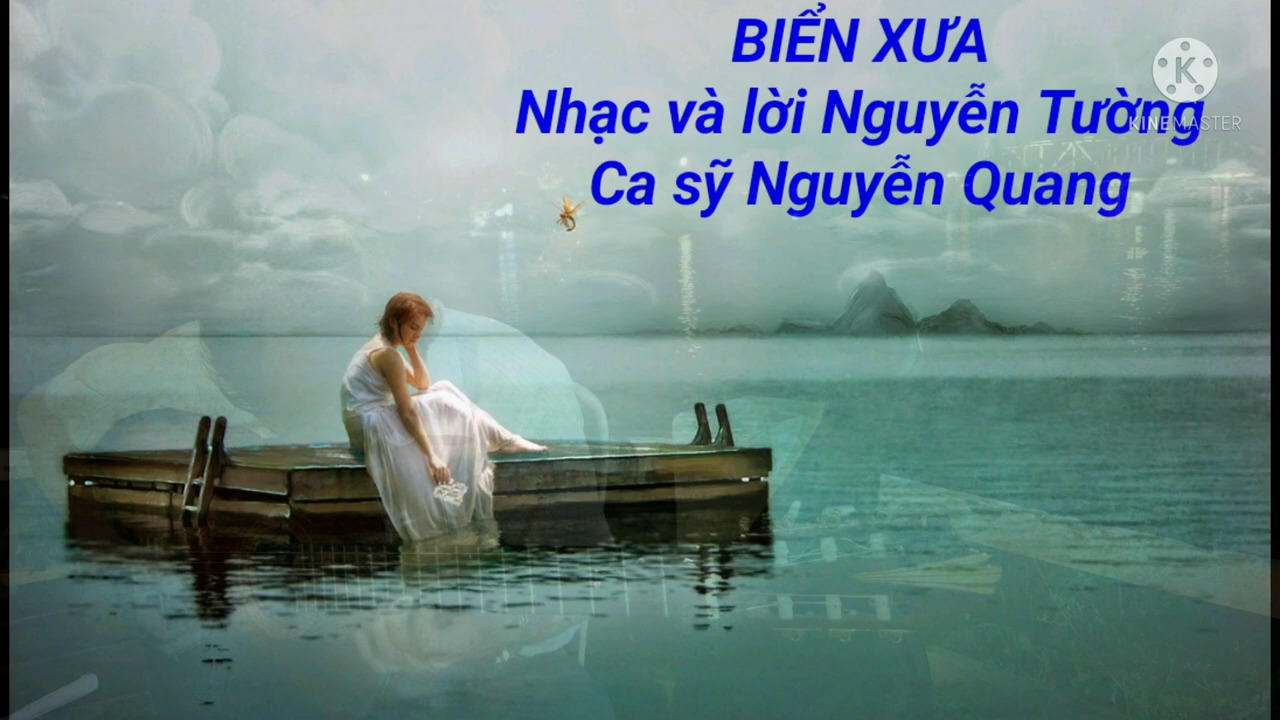 BIỂN XƯA
Nhạc và lời Nguyễn Tường
Ca sỹ Nguyễn Quang
K
KINEMASTER